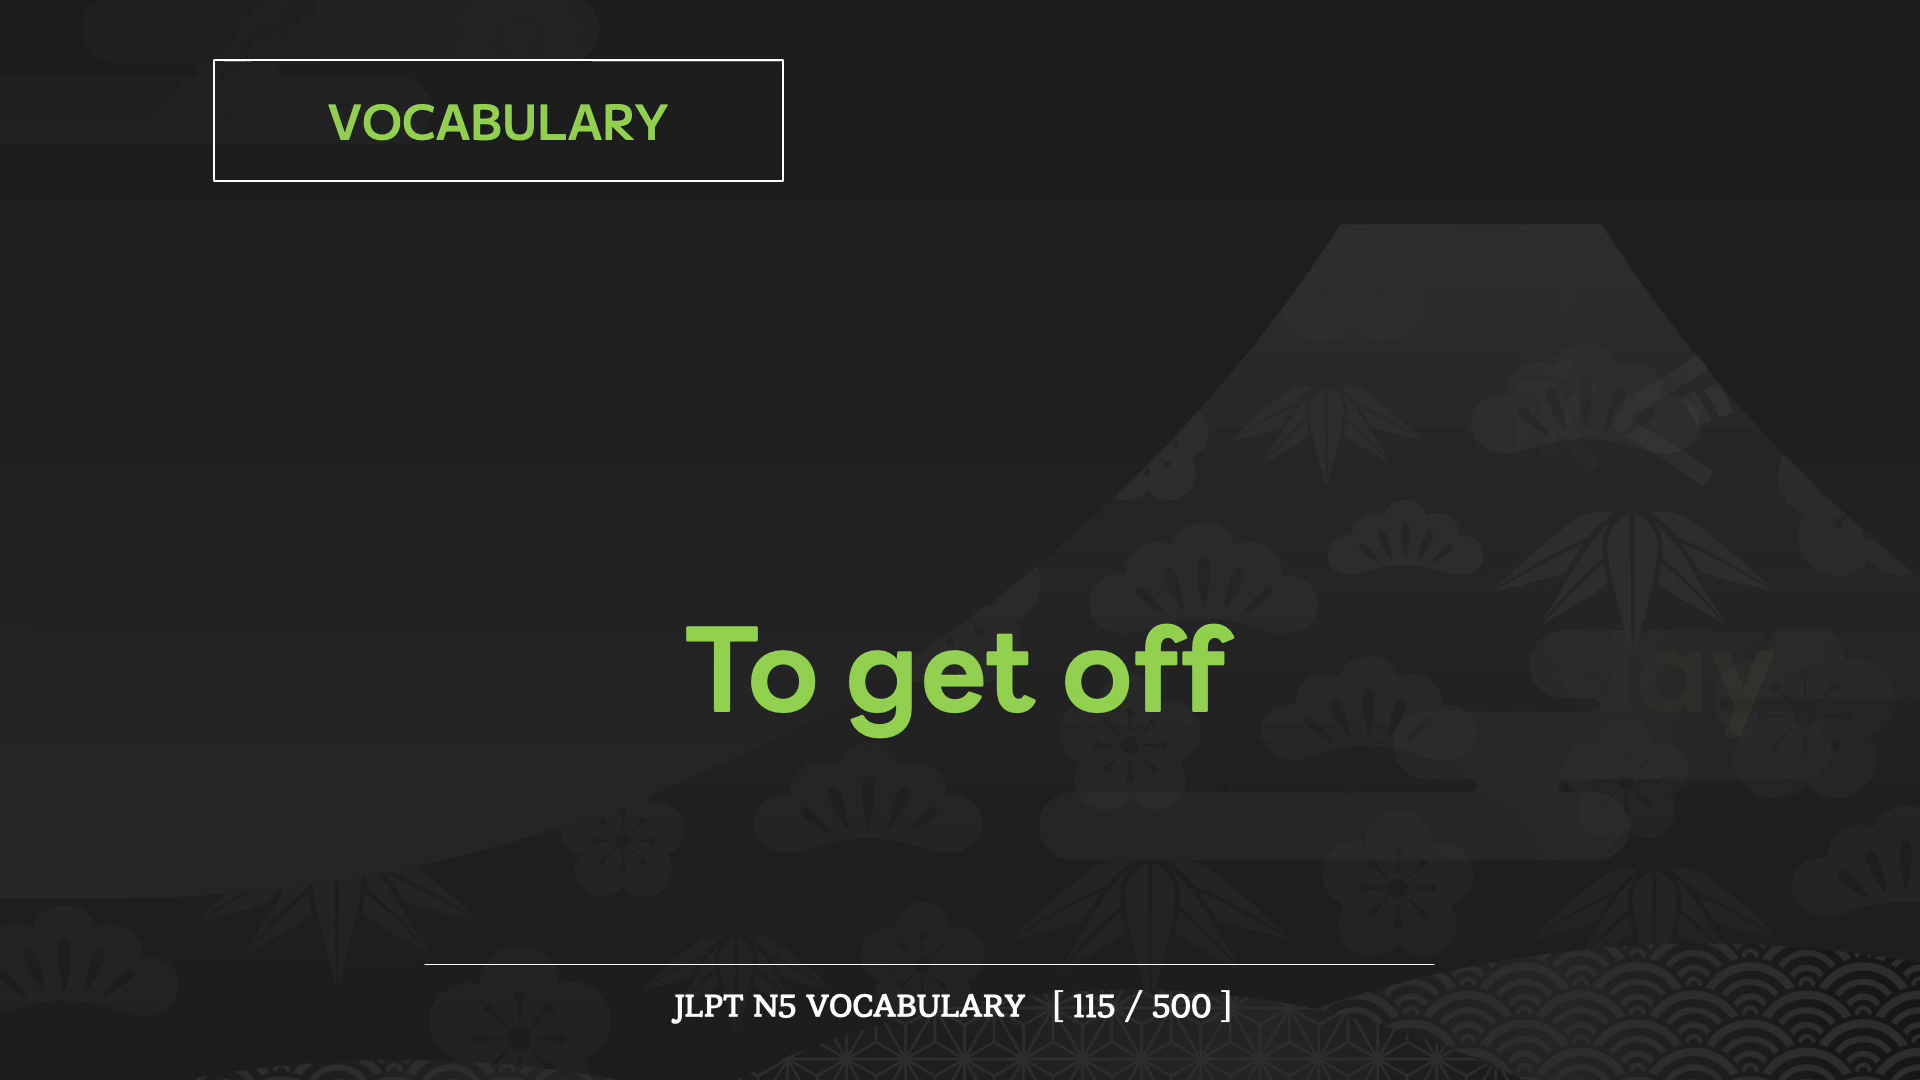 VOCABULARY
To get off
JLPT N5 VOCABULARY [ 115 / 500 ]